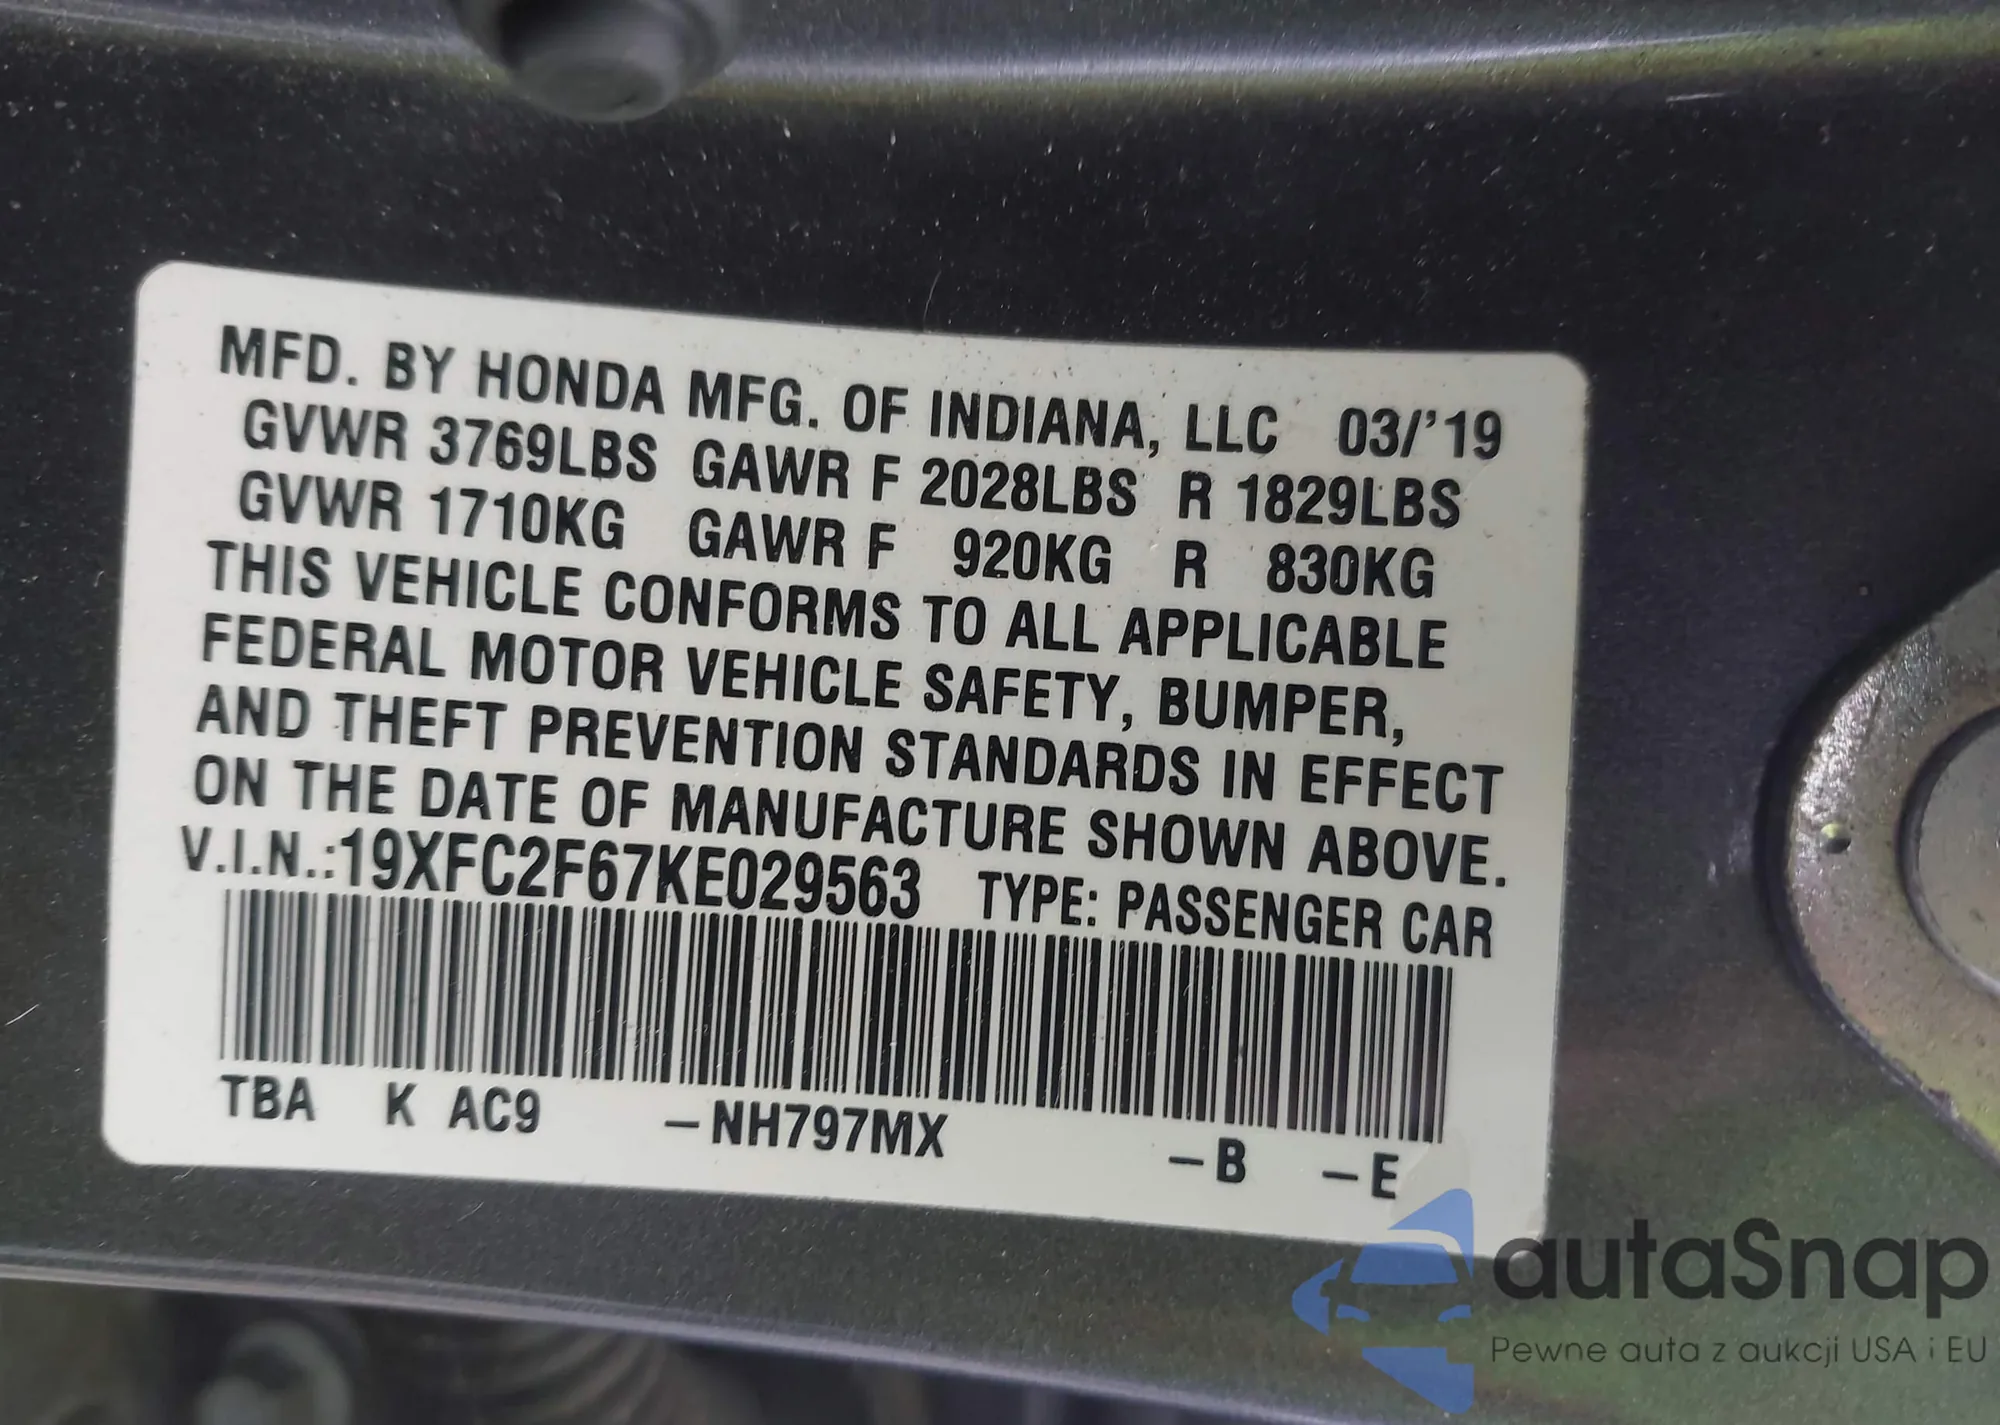 MFD. BY HONDA MFG. OF INDIANA, LLC 03/'19
GVWR 3769LBS GAWR F 2028LBS R 1829LBS
GVWR 1710KG GAWR F 920KG R 830KG
THIS VEHICLE CONFORMS TO ALL APPLICABLE
FEDERAL MOTOR VEHICLE SAFETY, BUMPER,
AND THEFT PREVENTION STANDARDS IN EFFECT
ON THE DATE OF MANUFACTURE SHOWN ABOVE.
V.I.N.:19XFC2F67KE029563 TYPE: PASSENGER CAR
TBA K AC9 –NH797MX –B –E
autaSnap
Pewne auta z aukcji USA i EU